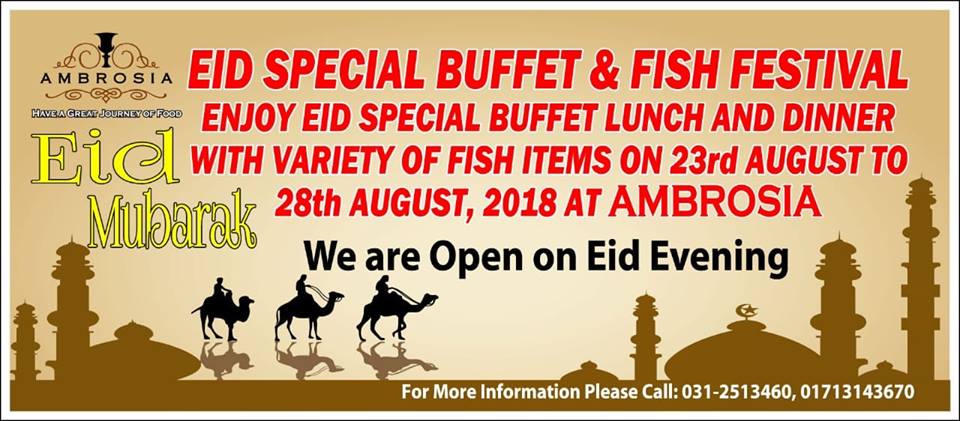 AMBROSIA
HAVE A GREAT JOURNEY OF FOOD
Eid
Mubarak
EID SPECIAL BUFFET & FISH FESTIVAL
ENJOY EID SPECIAL BUFFET LUNCH AND DINNER
WITH VARIETY OF FISH ITEMS ON 23rd AUGUST TO
28th AUGUST, 2018 AT AMBROSIA
We are Open on Eid Evening
For More Information Please Call: 031-2513460, 01713143670